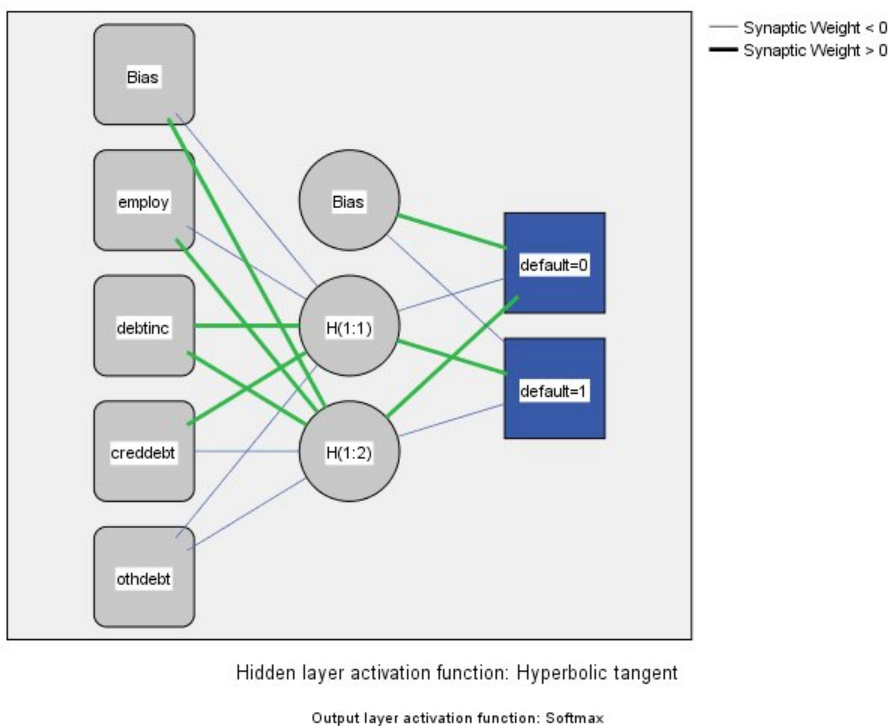 Synaptic Weight < 0
Synaptic Weight > 0
Bias
employ
debtinc
creddebt
othdebt
Bias
H(1:1)
H(1:2)
default=0
default=1
Hidden layer activation function: Hyperbolic tangent
Output layer activation function: Softmax